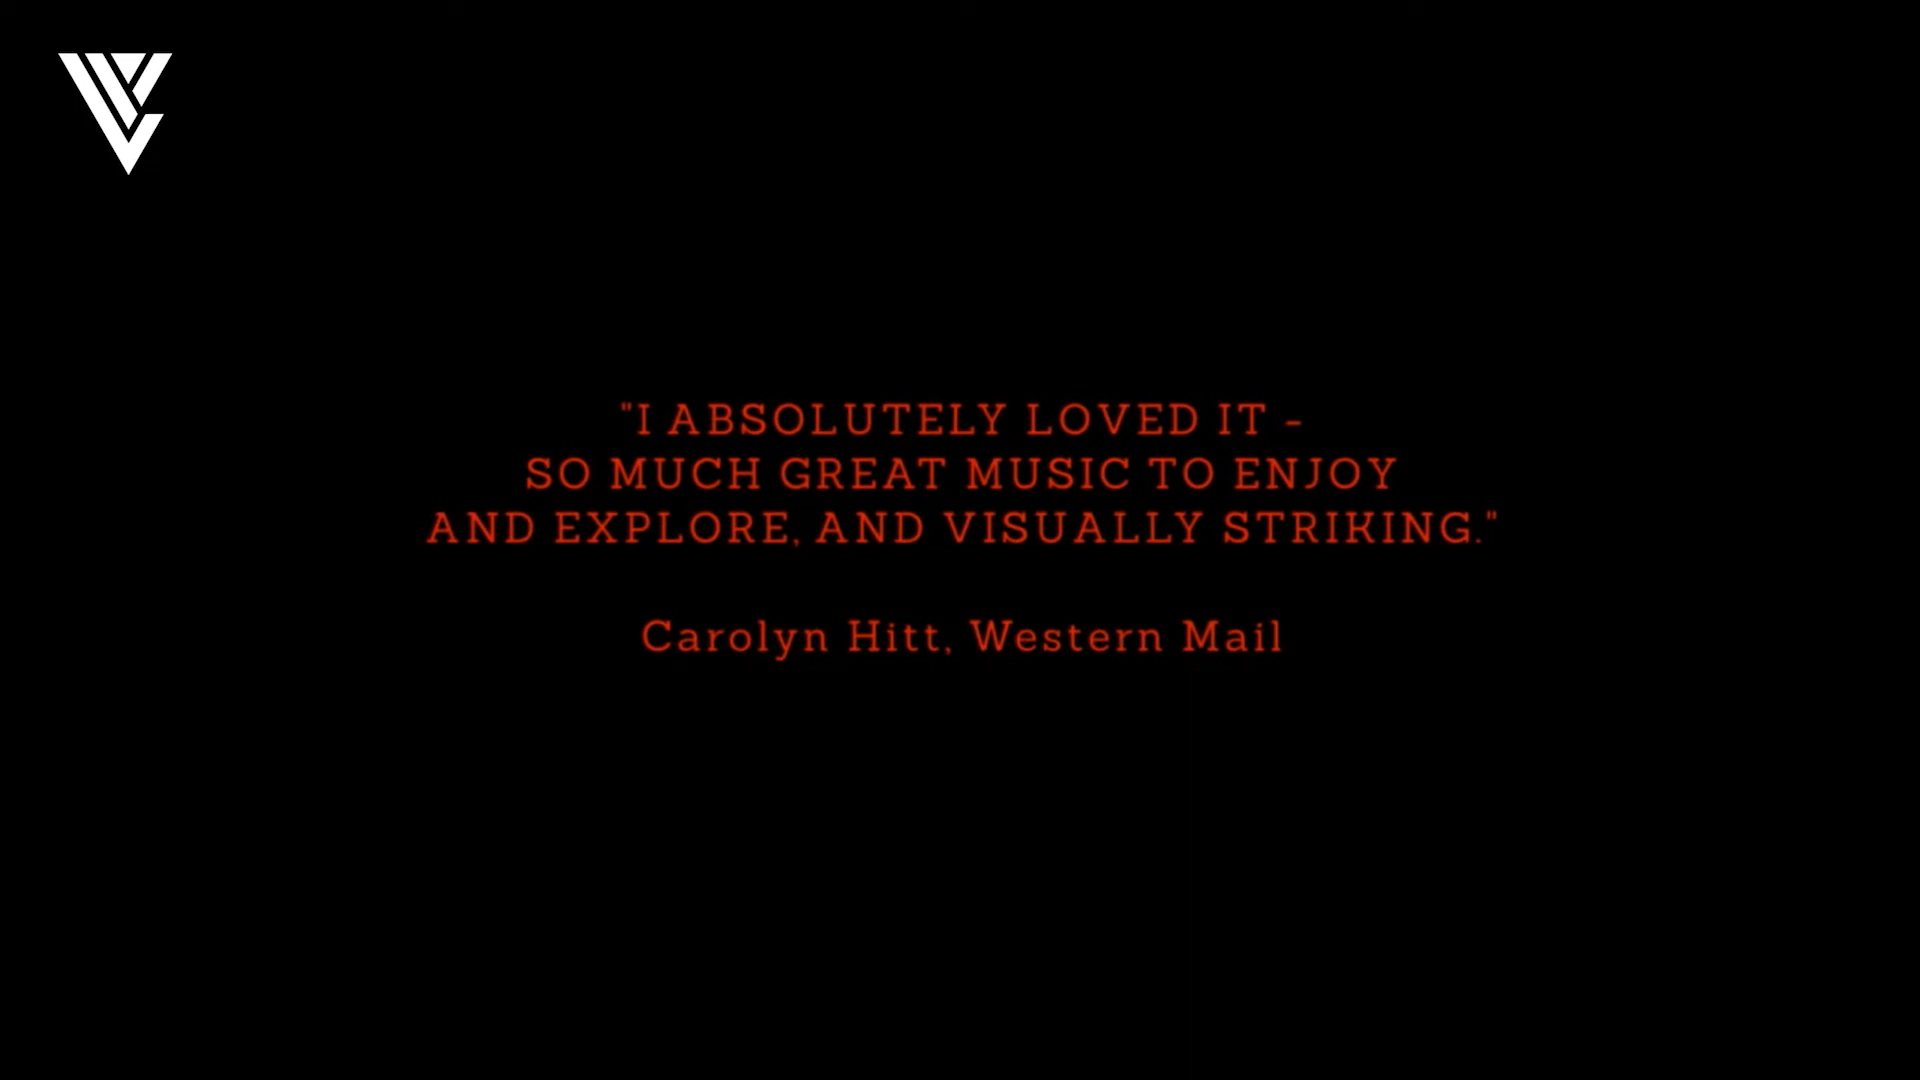 "I ABSOLUTELY LOVED IT -
SO MUCH GREAT MUSIC TO ENJOY
AND EXPLORE, AND VISUALLY STRIKING."
Carolyn Hitt, Western Mail